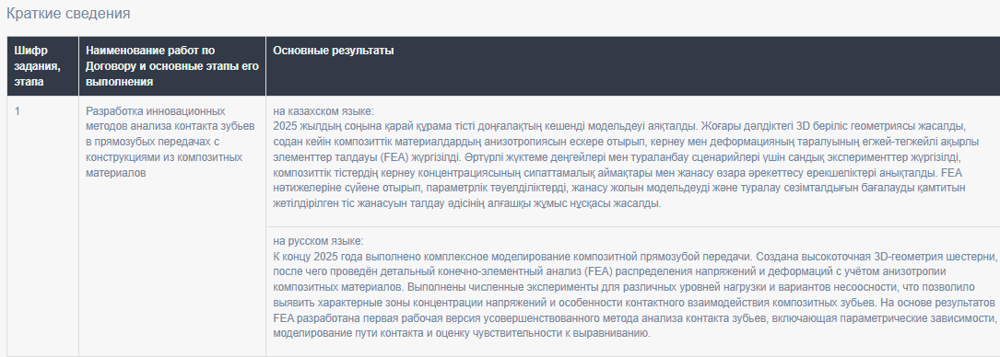 Краткие сведения
Шифр
задания,
этапа
Наименование работ по
Договору и основные этапы его
выполнения
Основные результаты
1
Разработка инновационных
методов анализа контакта зубьев
в прямозубых передачах с
конструкциями из композитных
материалов
на казахском языке:
2025 жылдың соңына қарай құрама тісті доңғалақтың кешенді модельдеуі аяқталды. Жоғары дәлдіктегі 3D беріліс геометриясы жасалды,
содан кейін композиттік материалдардың анизотропиясын ескере отырып, кернеу мен деформацияның таралуының егжей-тегжейлі ақырлы
элементтер талдауы (FEA) жүргізілді. Әртүрлі жүктеме деңгейлері мен тураланбау сценарийлері үшін сандық эксперименттер жүргізілді,
композиттік тістердің кернеу концентрациясының сипаттамалық аймақтары мен жанасу өзара әрекеттесу ерекшеліктері анықталды. FEA
нәтижелеріне сүйене отырып, параметрлік тәуелділіктерді, жанасу жолын модельдеуді және туралау сезімталдығын бағалауды қамтитын
жетілдірілген тіс жанасуын талдау әдісінің алғашқы жұмыс нұсқасы жасалды.
на русском языке:
К концу 2025 года выполнено комплексное моделирование композитной прямозубой передачи. Создана высокоточная 3D-геометрия шестерни,
после чего проведён детальный конечно-элементный анализ (FEA) распределения напряжений и деформаций с учётом анизотропии
композитных материалов. Выполнены численные эксперименты для различных уровней нагрузки и вариантов несоосности, что позволило
выявить характерные зоны концентрации напряжений и особенности контактного взаимодействия композитных зубьев. На основе результатов
FEA разработана первая рабочая версия усовершенствованного метода анализа контакта зубьев, включающая параметрические зависимости,
моделирование пути контакта и оценку чувствительности к выравниванию.